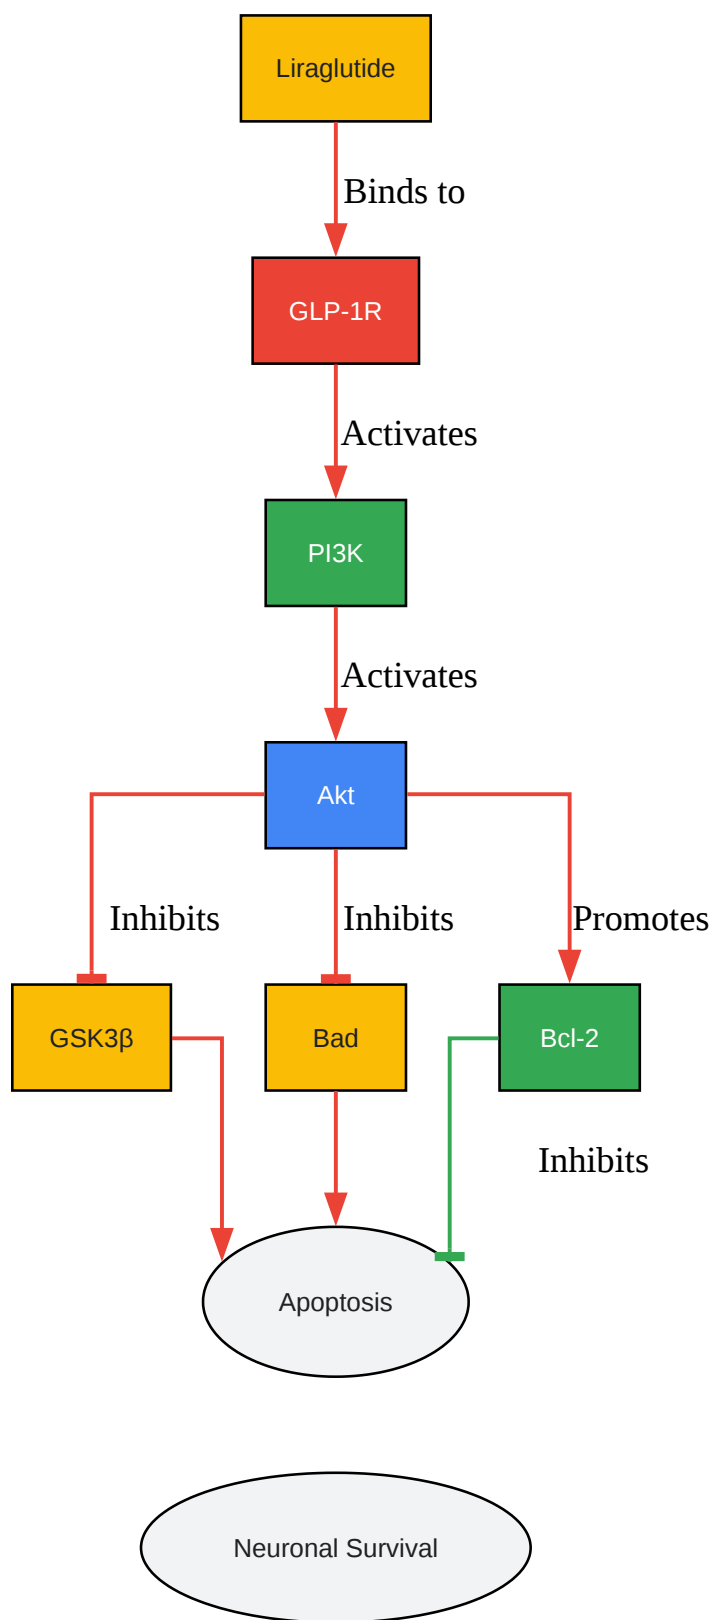 Liraglutide
Binds to
GLP-1R
Activates
PI3K
Activates
Akt
Inhibits
Inhibits
Promotes
GSK3β
Bad
Bcl-2
Inhibits
Apoptosis
Neuronal Survival